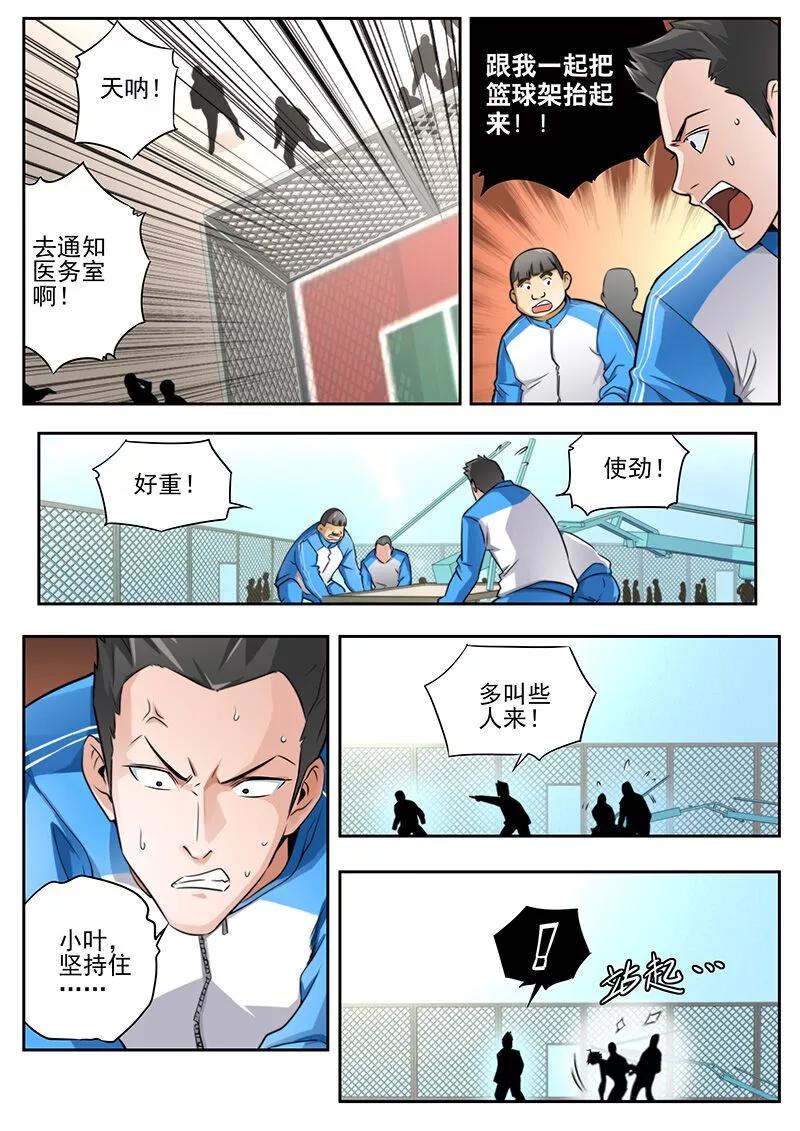 天呐！
去通知
医务室
啊！
跟我一起把
篮球架抬起
来！！
好重！
使劲！
小叶，
坚持住
……
多叫些
人来！
！
站起…